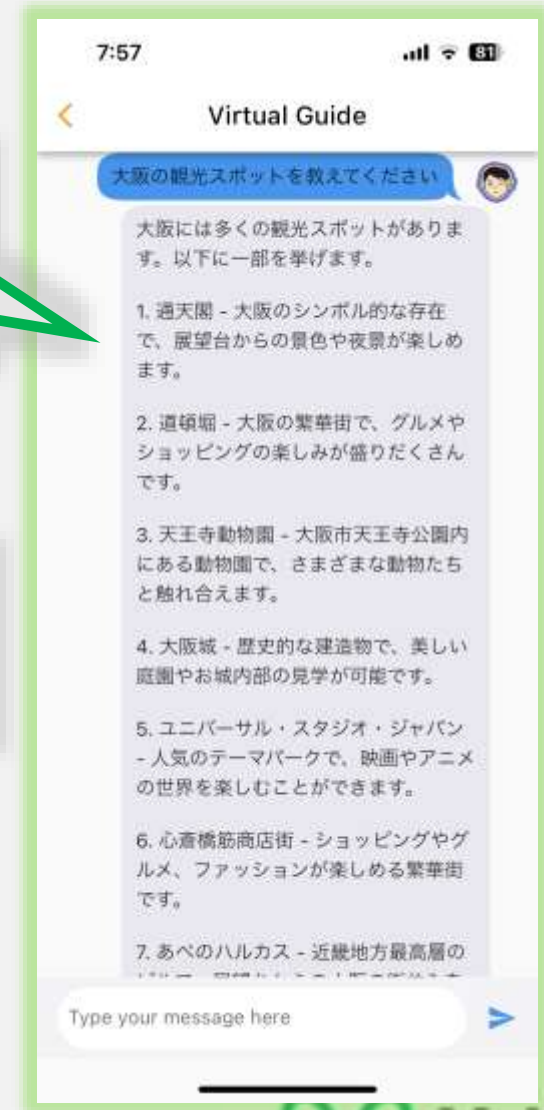 7:57
81
Virtual Guide
大阪の観光スポットを教えてください
大阪には多くの観光スポットがありま
す。以下に一部を挙げます。
1. 通天閣 - 大阪のシンボル的な存在
で、展望台からの景色や夜景が楽しめ
ます。
2. 道頓堀 - 大阪の繁華街で、グルメや
ショッピングの楽しみが盛りだくさん
です。
3. 天王寺動物園 - 大阪市天王寺公園内
にある動物園で、さまざまな動物たち
と触れ合えます。
4. 大阪城 - 歴史的な建造物で、美しい
庭園やお城内部の見学が可能です。
5. ユニバーサル・スタジオ・ジャパン
- 人気のテーマパークで、映画やアニメ
の世界を楽しむことができます。
6. 心斎橋筋商店街 - ショッピングやグ
ルメ、ファッションが楽しめる繁華街
です。
7. あべのハルカス - 近畿地方最高層の
Type your message here